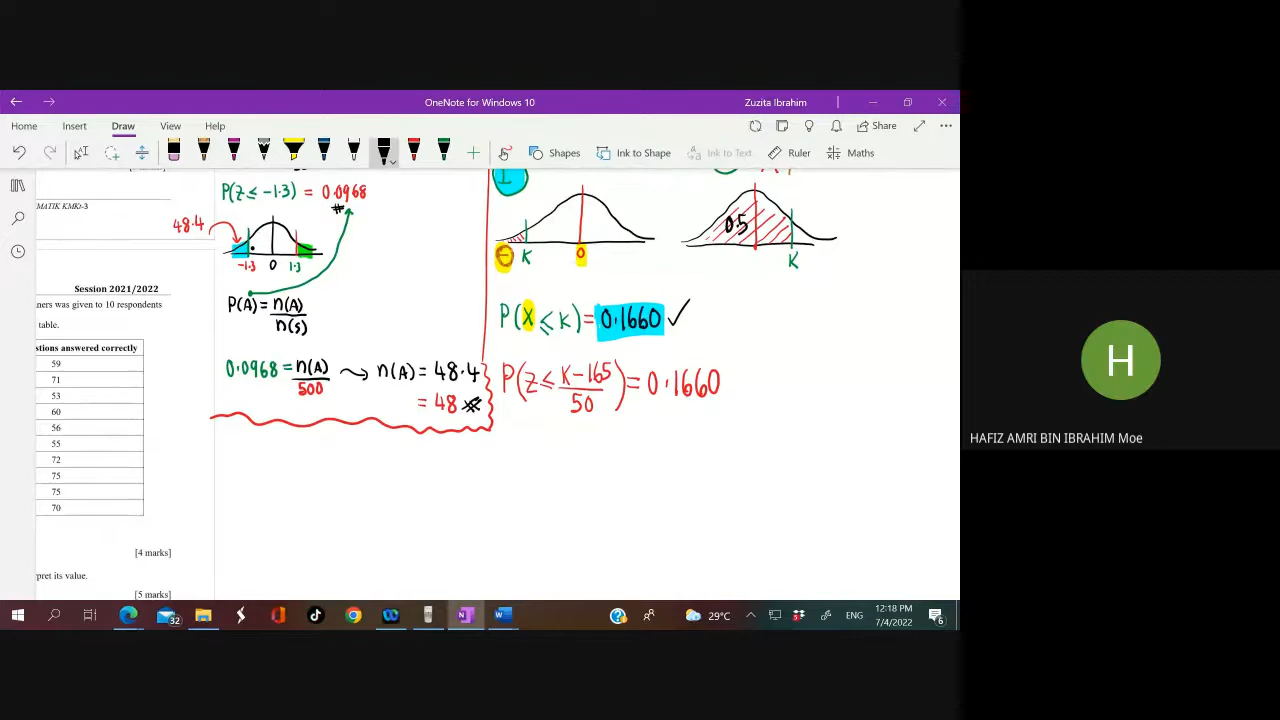 OneNote for Windows 10
Zuzita Ibrahim
Home Insert Draw View Help
Share
Shapes
Ink to Shape
Ink to Text
Ruler
Maths
MATIK KMKt-3
Session 2021/2022
ners was given to 10 respondents
table.
stions answered correctly
59
71
53
60
56
55
72
75
75
70
[4 marks]
rpret its value.
[5 marks]
P(Z ≤ -1.3) = 0.0968
48.4
-1.3 0 1.3
P(A) = n(A)/n(s)
0.0968 = n(A)/500 → n(A) = 48.4
= 48
I
K 0
0.5
K
P(X ≤ K) = 0.1660 ✓
P(Z ≤ K-165/50) = 0.1660
H
HAFIZ AMRI BIN IBRAHIM Moe
32
29°C
ENG
12:18 PM
7/4/2022
6